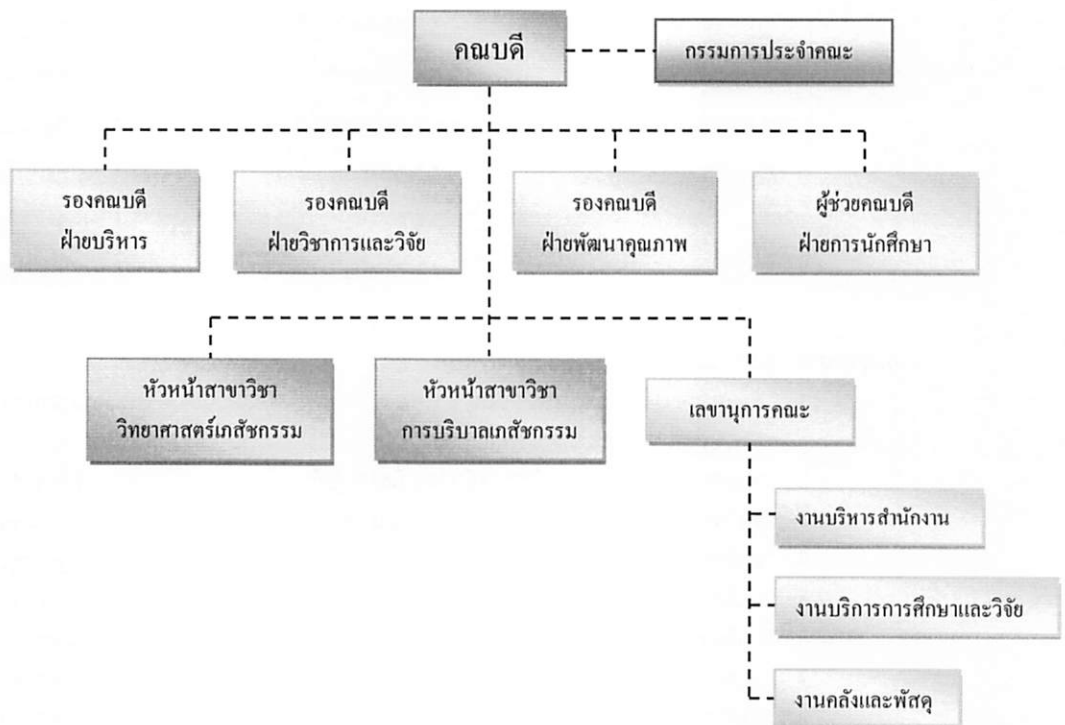 คณบดี
กรรมการประจำคณะ
รองคณบดี
ฝ่ายบริหาร
รองคณบดี
ฝ่ายวิชาการและวิจัย
รองคณบดี
ฝ่ายพัฒนาคุณภาพ
ผู้ช่วยคณบดี
ฝ่ายการนักศึกษา
หัวหน้าสาขาวิชา
วิทยาศาสตร์เภสัชกรรม
หัวหน้าสาขาวิชา
การบริบาลเภสัชกรรม
เลขานุการคณะ
งานบริหารสำนักงาน
งานบริการการศึกษาและวิจัย
งานคลังและพัสดุ